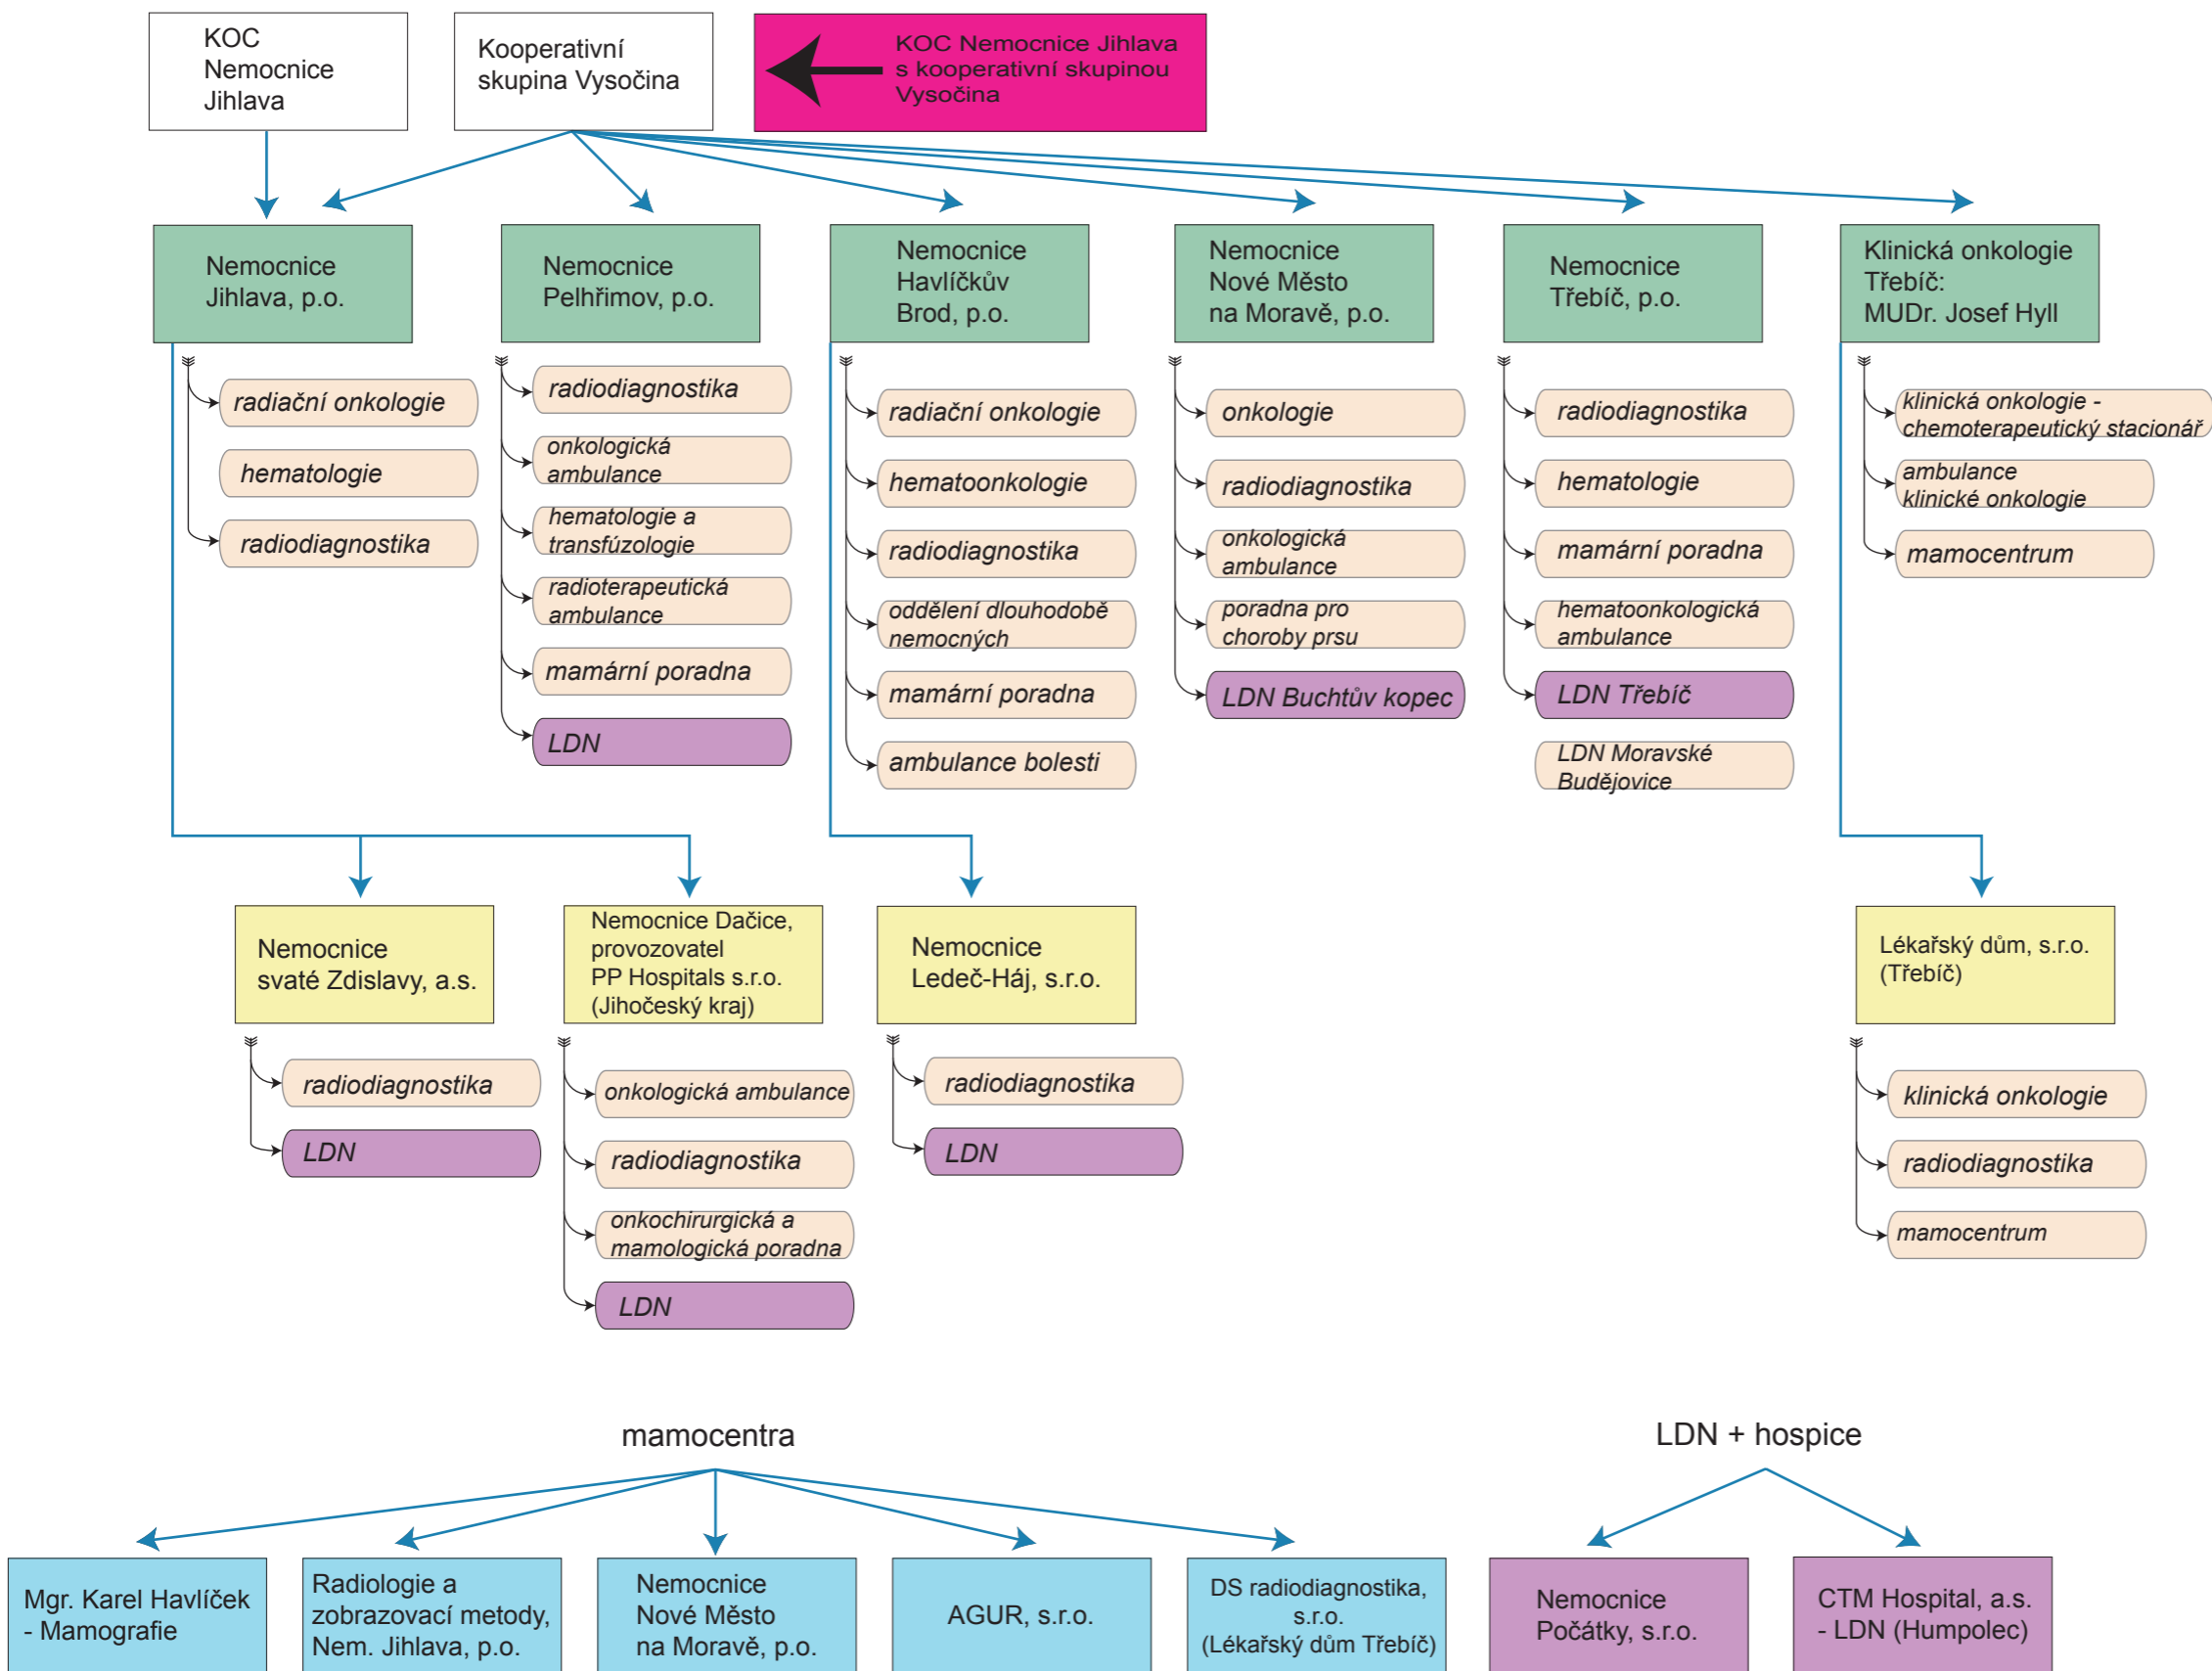 KOC
Nemocnice
Jihlava
Kooperativní
skupina Vysočina
KOC Nemocnice Jihlava
s kooperativní skupinou
Vysočina
Nemocnice
Jihlava, p.o.
Nemocnice
Pelhřimov, p.o.
Nemocnice
Havlíčkův
Brod, p.o.
Nemocnice
Nové Město
na Moravě, p.o.
Nemocnice
Třebíč, p.o.
Klinická onkologie
Třebíč:
MUDr. Josef Hyll
radiační onkologie
hematologie
radiodiagnostika
radiodiagnostika
onkologická
ambulance
hematologie a
transfúzologie
radioterapeutická
ambulance
mamární poradna
LDN
radiační onkologie
hematoonkologie
radiodiagnostika
oddělení dlouhodobě
nemocných
mamární poradna
ambulance bolesti
onkologie
radiodiagnostika
onkologická
ambulance
poradna pro
choroby prsu
LDN Buchtův kopec
radiodiagnostika
hematologie
mamární poradna
hematoonkologická
ambulance
LDN Třebíč
LDN Moravské
Budějovice
klinická onkologie -
chemoterapeutický stacionář
ambulance
klinické onkologie
mamocentrum
Nemocnice
svaté Zdislavy, a.s.
Nemocnice Dačice,
provozovatel
PP Hospitals s.r.o.
(Jihočeský kraj)
Nemocnice
Ledeč-Háj, s.r.o.
Lékařský dům, s.r.o.
(Třebíč)
radiodiagnostika
LDN
onkologická ambulance
radiodiagnostika
onkochirurgická a
mamologická poradna
LDN
radiodiagnostika
LDN
klinická onkologie
radiodiagnostika
mamocentrum
mamocentra
LDN + hospice
Mgr. Karel Havlíček
- Mamografie
Radiologie a
zobrazovací metody,
Nem. Jihlava, p.o.
Nemocnice
Nové Město
na Moravě, p.o.
AGUR, s.r.o.
DS radiodiagnostika,
s.r.o.
(Lékařský dům Třebíč)
Nemocnice
Počátky, s.r.o.
CTM Hospital, a.s.
- LDN (Humpolec)